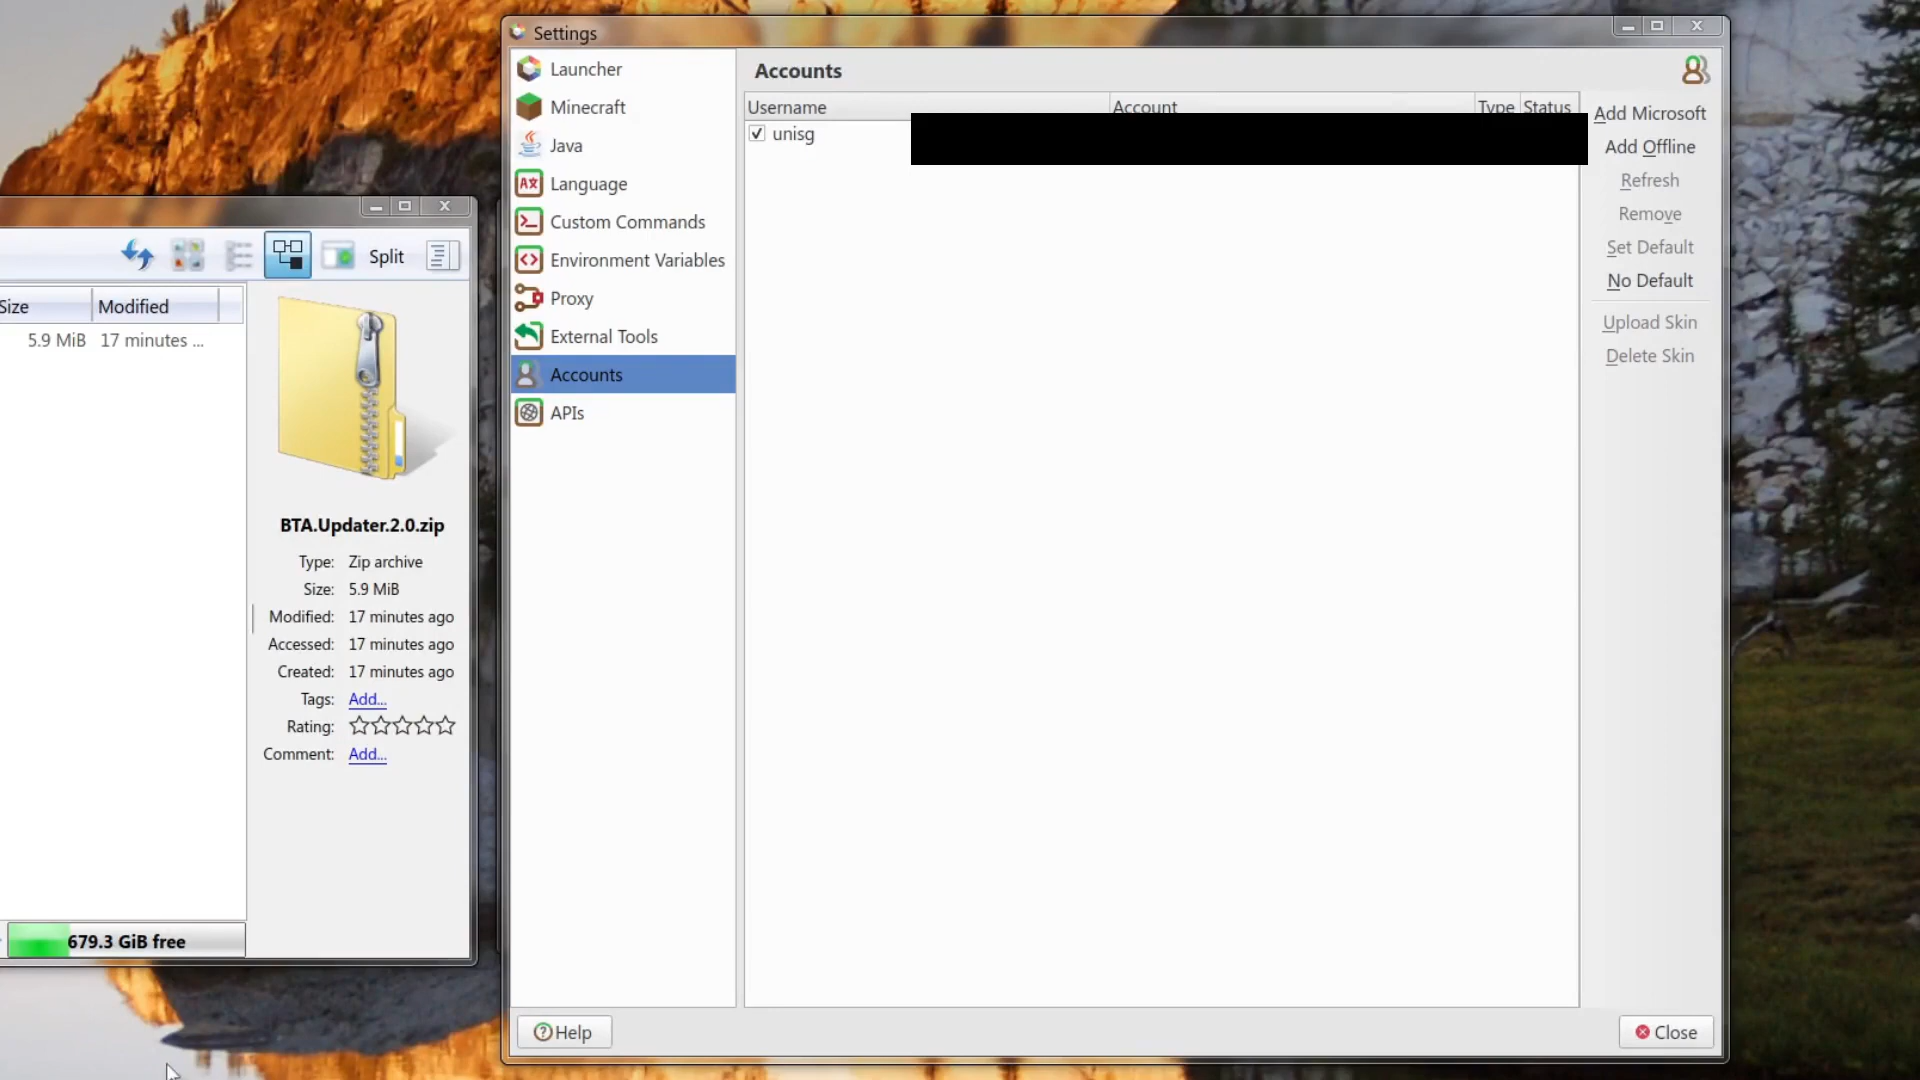 Settings
Launcher
Minecraft
Java
Language
Custom Commands
Environment Variables
Proxy
External Tools
Accounts
APIs
Accounts
Username Account Type Status
unisg
Add Microsoft
Add Offline
Refresh
Remove
Set Default
No Default
Upload Skin
Delete Skin
Help
Close
Split
Size Modified
5.9 MiB 17 minutes ...
BTA.Updater.2.0.zip
Type: Zip archive
Size: 5.9 MiB
Modified: 17 minutes ago
Accessed: 17 minutes ago
Created: 17 minutes ago
Tags: Add...
Rating:
Comment: Add...
679.3 GiB free